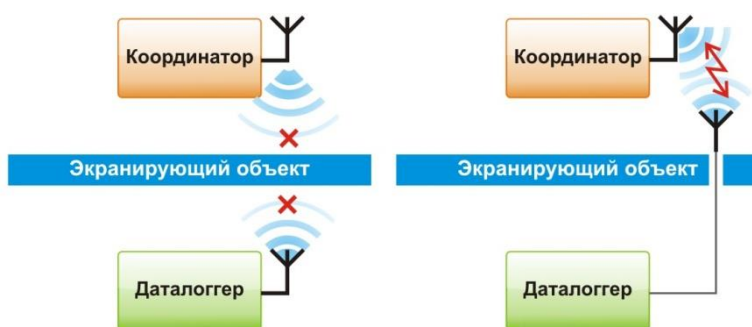 Координатор
Экранирующий объект
Даталоггер
Координатор
Экранирующий объект
Даталоггер